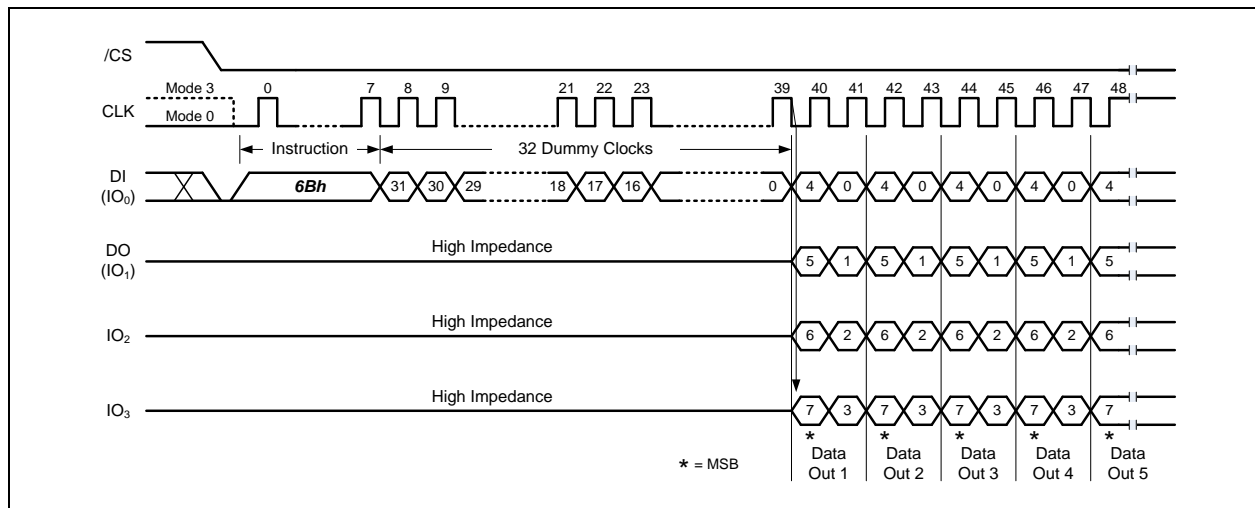 /CS
Mode 3 0 7 8 9 21 22 23 39 40 41 42 43 44 45 46 47 48
CLK
Mode 0
Instruction 32 Dummy Clocks
DI
(IO₀)
6Bh 31 30 29 18 17 16 0 4 0 4 0 4 0 4 0 4
High Impedance
DO
(IO₁)
5 1 5 1 5 1 5 1 5
High Impedance
IO₂ 6 2 6 2 6 2 6 2 6
High Impedance
IO₃ 7 3 7 3 7 3 7 3 7
* * * * *
* = MSB
Data Data Data Data Data
Out 1 Out 2 Out 3 Out 4 Out 5